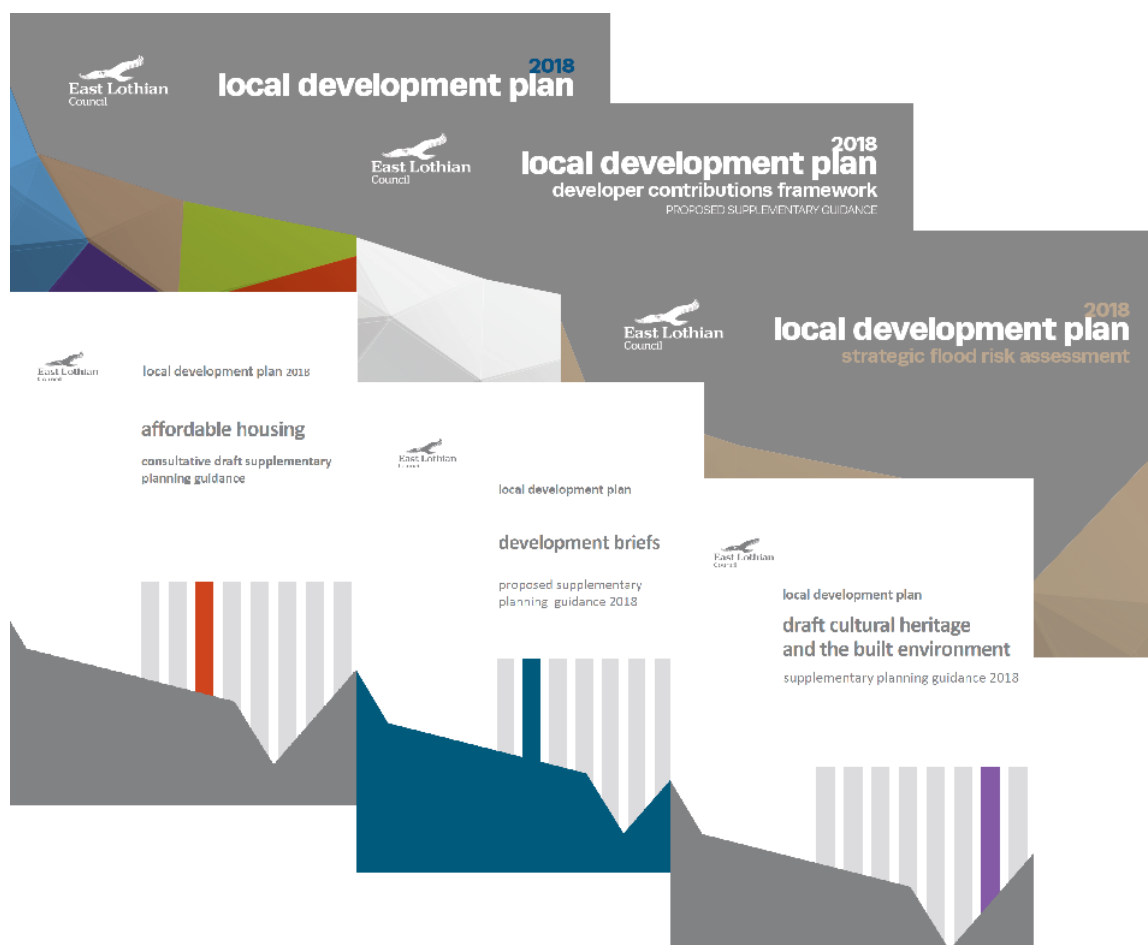 East Lothian
Council
2018
local development plan
East Lothian
Council
2018
local development plan
developer contributions framework
PROPOSED SUPPLEMENTARY GUIDANCE
East Lothian
Council
2018
local development plan
strategic flood risk assessment
East Lothian
Council
local development plan 2018
affordable housing
consultative draft supplementary
planning guidance
East Lothian
Council
local development plan
development briefs
proposed supplementary
planning guidance 2018
East Lothian
Council
local development plan
draft cultural heritage
and the built environment
supplementary planning guidance 2018